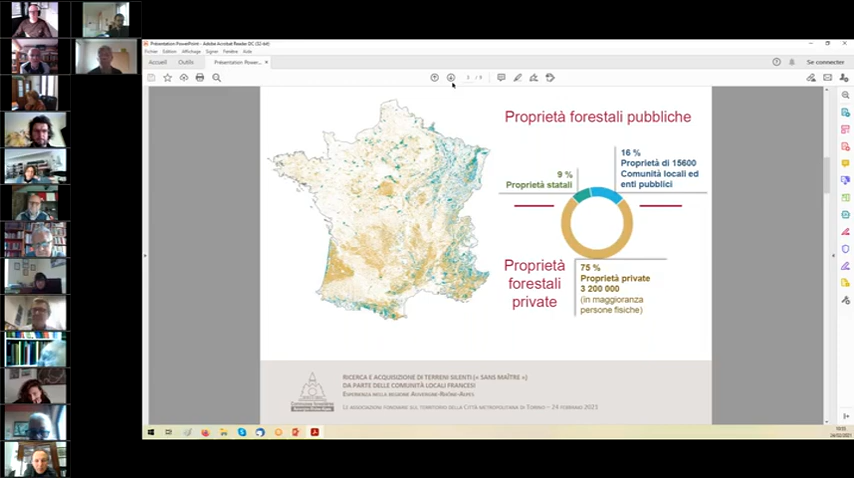 Présentation PowerPoint - Adobe Acrobat Reader DC (32-bit)
Fichier Edition Affichage Signer Fenêtre Aide
Accueil Outils Présentation Power... ×
Se connecter
Proprietà forestali pubbliche
16 %
Proprietà di 15600
Comunità locali ed
enti pubblici
9 %
Proprietà statali
Proprietà
forestali
private
75 %
Proprietà private
3 200 000
(in maggioranza
persone fisiche)
RICERCA E ACQUISIZIONE DI TERRENI SILENTI (« SANS MAÎTRE »)
DA PARTE DELLE COMUNITÀ LOCALI FRANCESI
ESPERIENZA NELLA REGIONE AUVERGNE-RHÔNE-ALPES
LE ASSOCIAZIONI FONDIARIE SUL TERRITORIO DELLA CITTÀ METROPOLITANA DI TORINO – 24 FEBBRAIO 2021